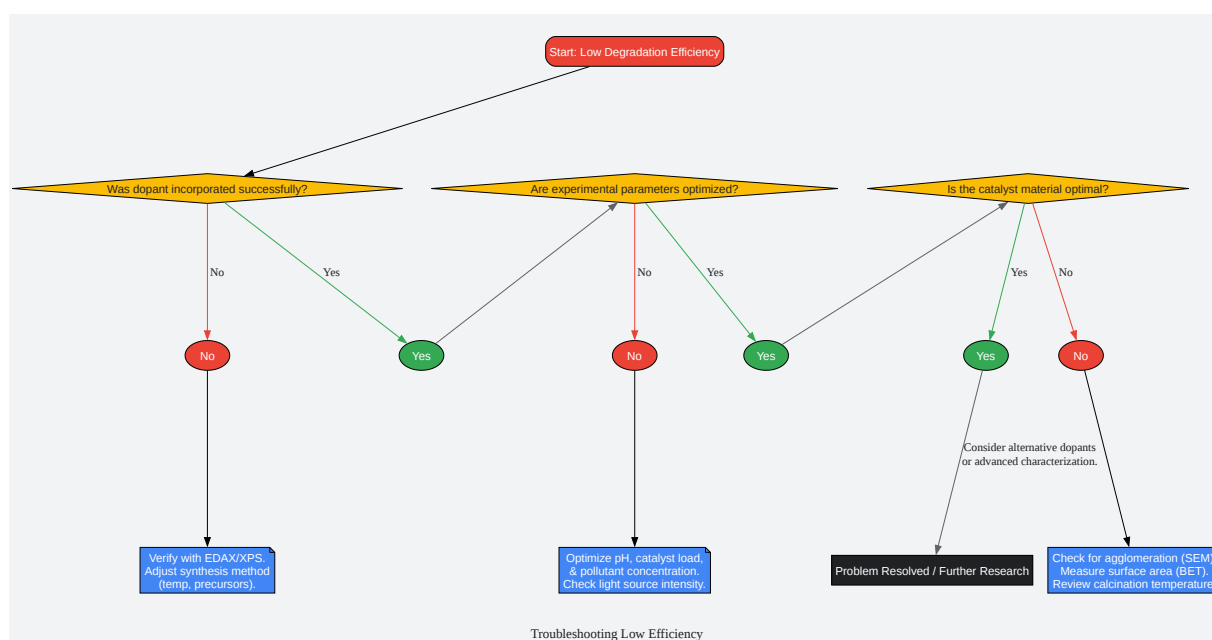 Start: Low Degradation Efficiency
Was dopant incorporated successfully?
Are experimental parameters optimized?
Is the catalyst material optimal?
No
Yes
No
Yes
Yes
No
No
Yes
No
Yes
Yes
No
Consider alternative dopants
or advanced characterization.
Verify with EDAX/XPS.
Adjust synthesis method
(temp, precursors).
Optimize pH, catalyst load,
& pollutant concentration.
Check light source intensity.
Problem Resolved / Further Research
Check for agglomeration (SEM)
Measure surface area (BET).
Review calcination temperature
Troubleshooting Low Efficiency